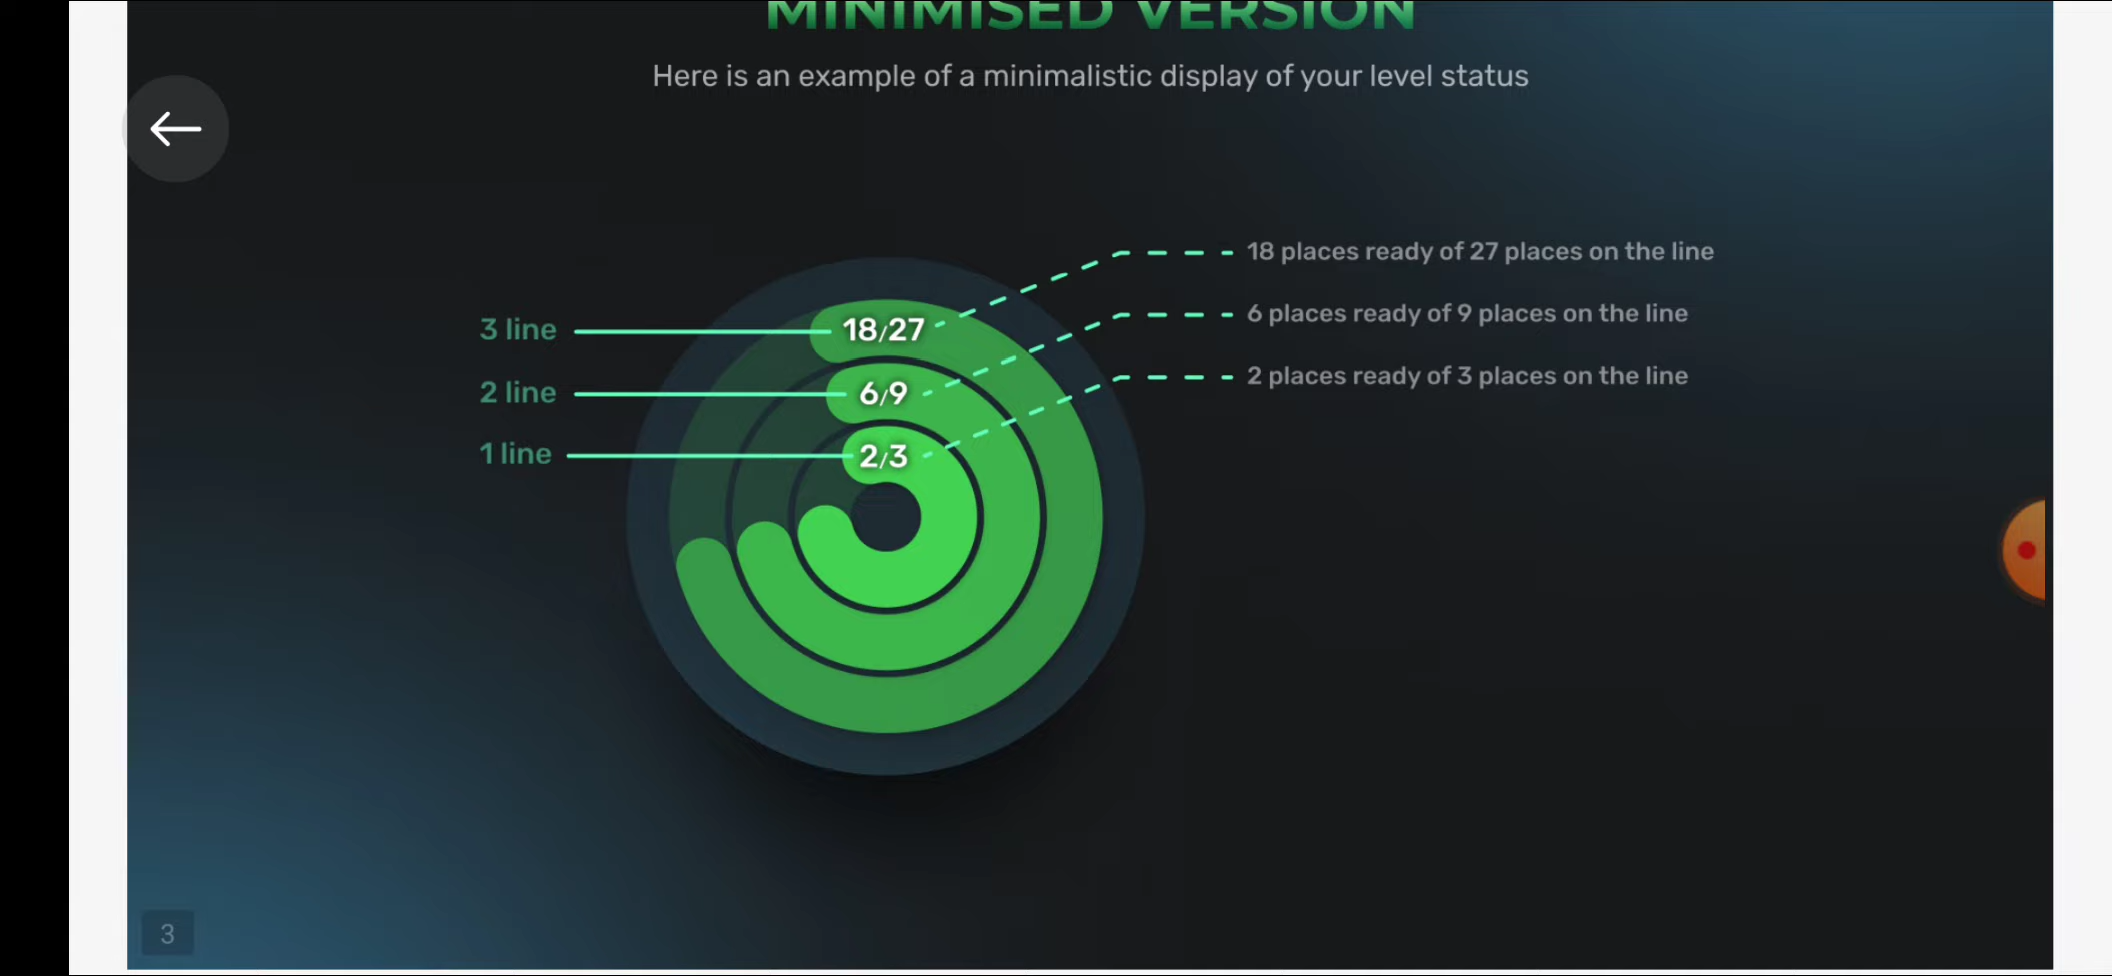 MINIMISED VERSION
Here is an example of a minimalistic display of your level status
18 places ready of 27 places on the line
3 line
18/27
6 places ready of 9 places on the line
2 line
6/9
2 places ready of 3 places on the line
1 line
2/3
3